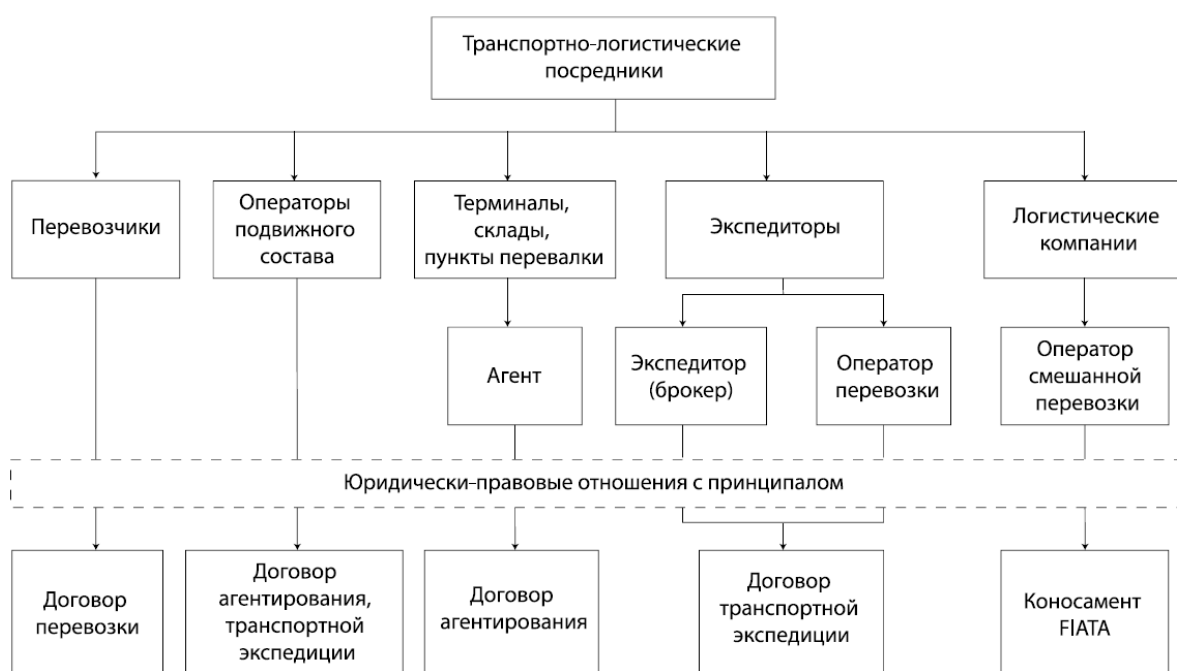 Транспортно-логистические
посредники
Перевозчики
Операторы
подвижного
состава
Терминалы,
склады,
пункты перевалки
Экспедиторы
Логистические
компании
Агент
Экспедитор
(брокер)
Оператор
перевозки
Оператор
смешанной
перевозки
Юридически-правовые отношения с принципалом
Договор
перевозки
Договор
агентирования,
транспортной
экспедиции
Договор
агентирования
Договор
транспортной
экспедиции
Коносамент
FIATA